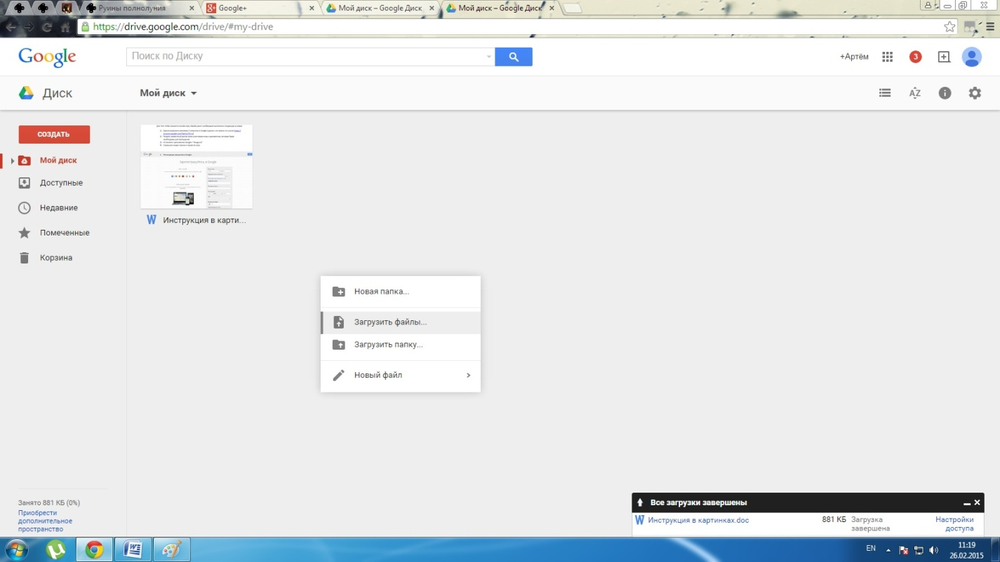 Руины полнолуния
Google+
Мой диск – Google Диск
Мой диск – Google Диск
https://drive.google.com/drive/#my-drive
Google
Поиск по Диску
+Артём
3
Диск
Мой диск
AZ
СОЗДАТЬ
Мой диск
Доступные
Недавние
Помеченные
Корзина
Зарегистрируйтесь в Google
W Инструкция в карти...
Новая папка...
Загрузить файлы...
Загрузить папку...
Новый файл
Занято 881 КБ (0%)
Приобрести
дополнительное
пространство
Все загрузки завершены
W Инструкция в картинках.doc
881 КБ
Загрузка
завершена
Настройки
доступа
EN
11:19
26.02.2015